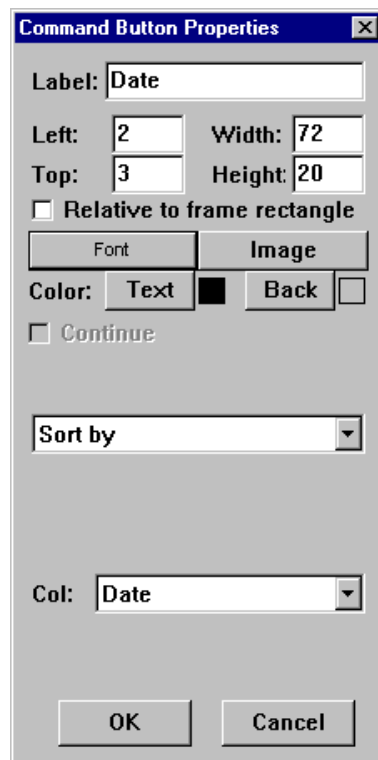 Command Button Properties
Label: Date
Left: 2 Width: 72
Top: 3 Height: 20
Relative to frame rectangle
Font Image
Color: Text Back
Continue
Sort by
Col: Date
OK Cancel